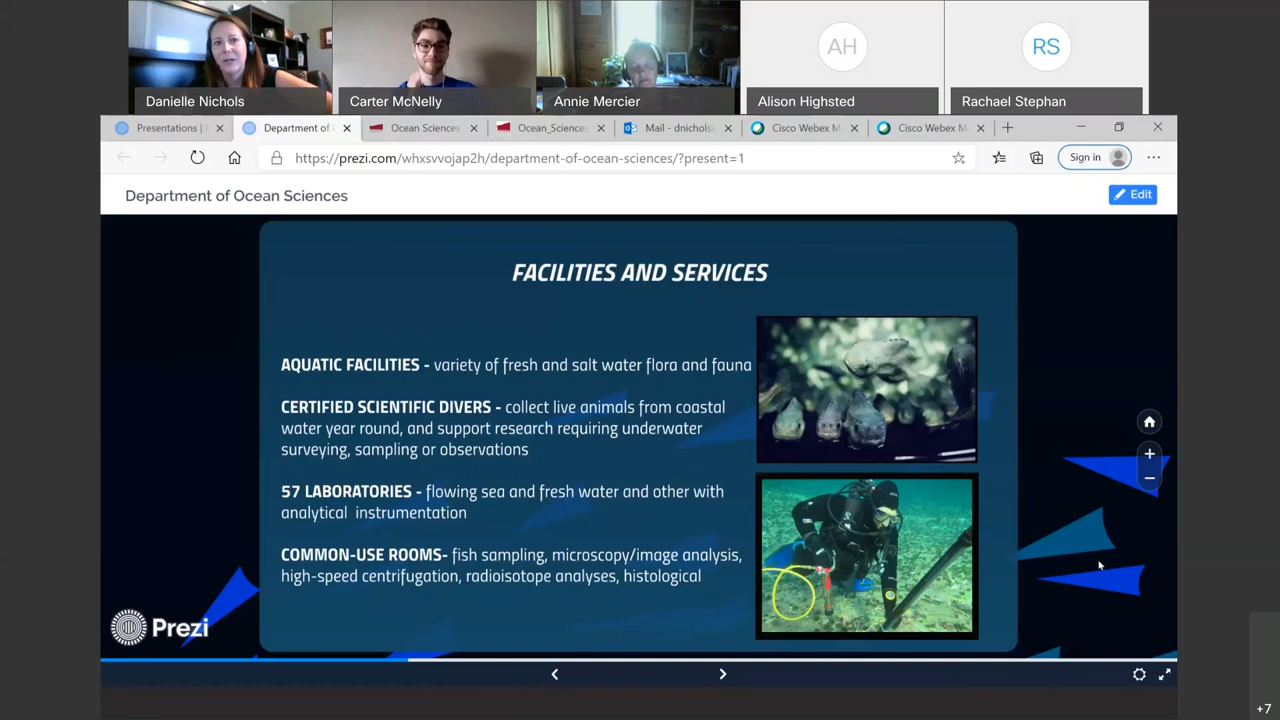 AH
RS
Danielle Nichols
Carter McNelly
Annie Mercier
Alison Highsted
Rachael Stephan
Presentations |
Department of
Ocean Sciences
Ocean_Sciences
Mail - dnichols
Cisco Webex M
Cisco Webex M
https://prezi.com/whxsvvojap2h/department-of-ocean-sciences/?present=1
Sign in
Department of Ocean Sciences
Edit
FACILITIES AND SERVICES
AQUATIC FACILITIES - variety of fresh and salt water flora and fauna
CERTIFIED SCIENTIFIC DIVERS - collect live animals from coastal
water year round, and support research requiring underwater
surveying, sampling or observations
57 LABORATORIES - flowing sea and fresh water and other with
analytical instrumentation
COMMON-USE ROOMS- fish sampling, microscopy/image analysis,
high-speed centrifugation, radioisotope analyses, histological
Prezi
+7